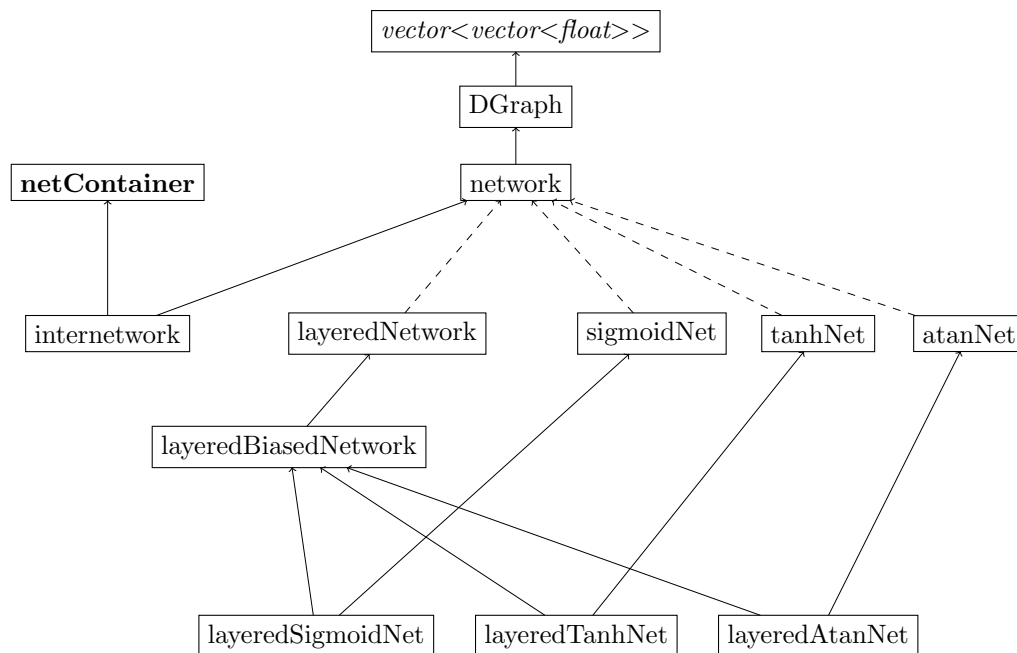 vector<vector<float>>
DGraph
netContainer
network
internetwork
layeredNetwork
sigmoidNet
tanhNet
atanNet
layeredBiasedNetwork
layeredSigmoidNet
layeredTanhNet
layeredAtanNet